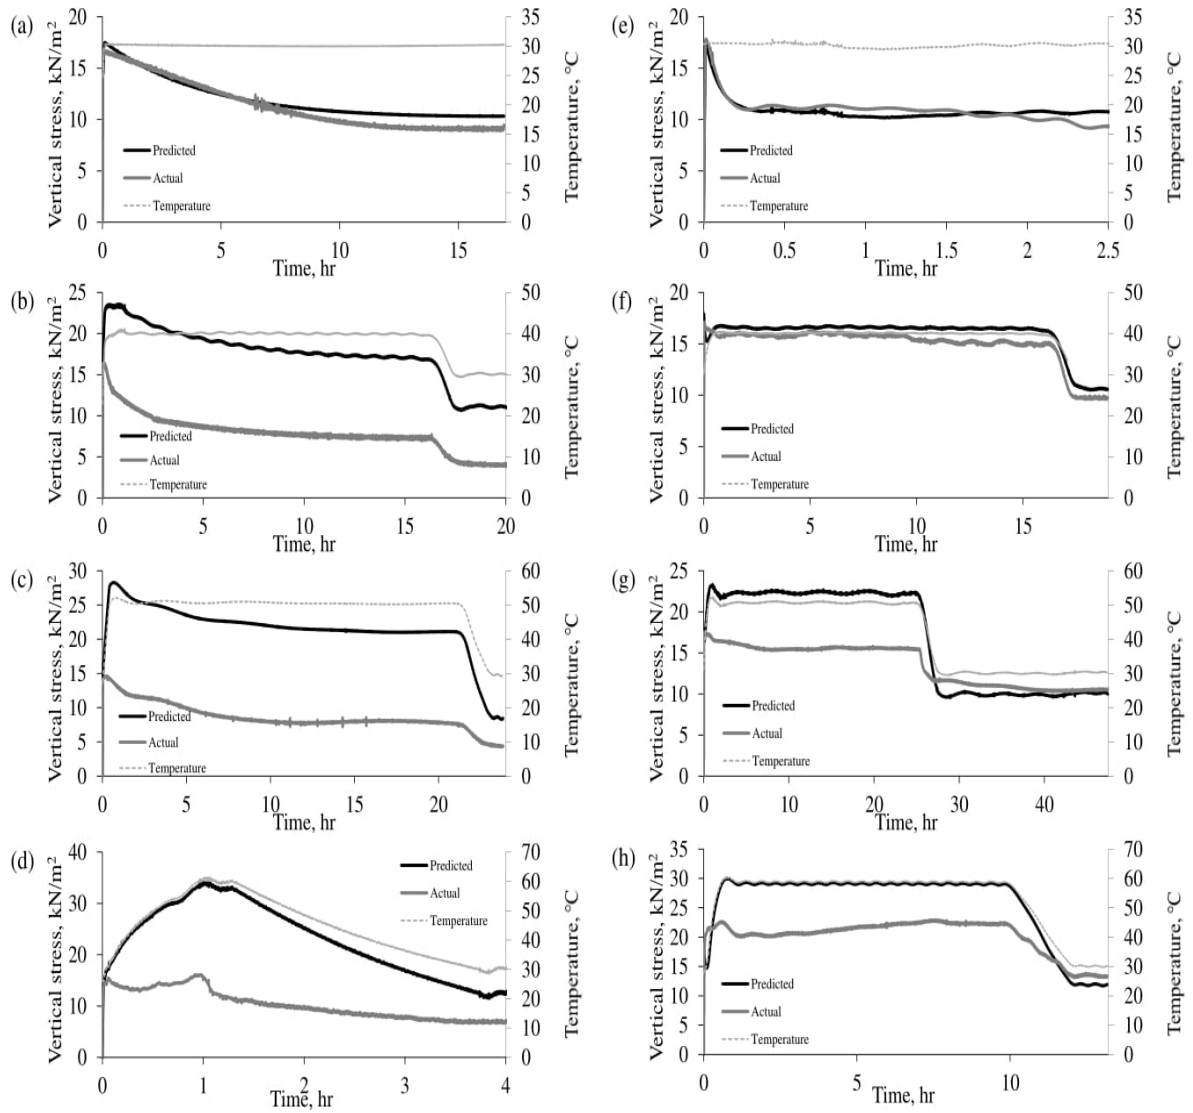 (a)
Vertical stress, kN/m²
20
15
10
5
0
35
30
25
20
15
10
5
0
Temperature, °C
Predicted
Actual
Temperature
0 5 10 15
Time, hr
(e)
Vertical stress, kN/m²
20
15
10
5
0
35
30
25
20
15
10
5
0
Temperature, °C
Predicted
Actual
Temperature
0 0.5 1 1.5 2 2.5
Time, hr
(b)
Vertical stress, kN/m²
25
20
15
10
5
0
50
40
30
20
10
0
Temperature, °C
Predicted
Actual
Temperature
0 5 10 15 20
Time, hr
(f)
Vertical stress, kN/m²
20
15
10
5
0
50
40
30
20
10
0
Temperature, °C
Predicted
Actual
Temperature
0 5 10 15
Time, hr
(c)
Vertical stress, kN/m²
30
25
20
15
10
5
0
60
50
40
30
20
10
0
Temperature, °C
Predicted
Actual
Temperature
0 5 10 15 20
Time, hr
(g)
Vertical stress, kN/m²
25
20
15
10
5
0
60
50
40
30
20
10
0
Temperature, °C
Predicted
Actual
Temperature
0 10 20 30 40
Time, hr
(d)
Vertical stress, kN/m²
40
30
20
10
0
70
60
50
40
30
20
10
0
Temperature, °C
Predicted
Actual
Temperature
0 1 2 3 4
Time, hr
(h)
Vertical stress, kN/m²
35
30
25
20
15
10
5
0
70
60
50
40
30
20
10
0
Temperature, °C
Predicted
Actual
Temperature
0 5 10
Time, hr